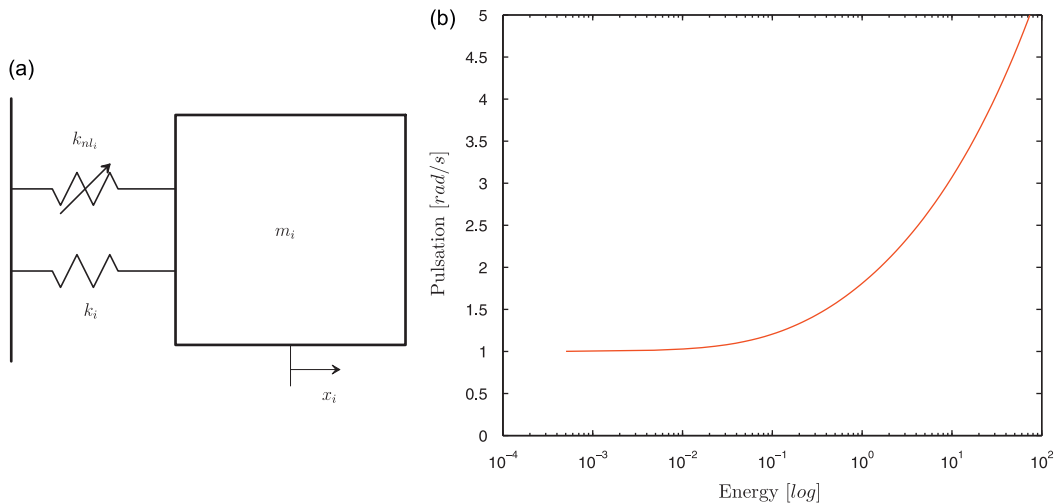 (a)
k_{nl_i}
m_i
k_i
x_i
(b)
Pulsation [rad/s]
5
4.5
4
3.5
3
2.5
2
1.5
1
0.5
0
10^{-4}
10^{-3}
10^{-2}
10^{-1}
10^{0}
10^{1}
10^{2}
Energy [log]